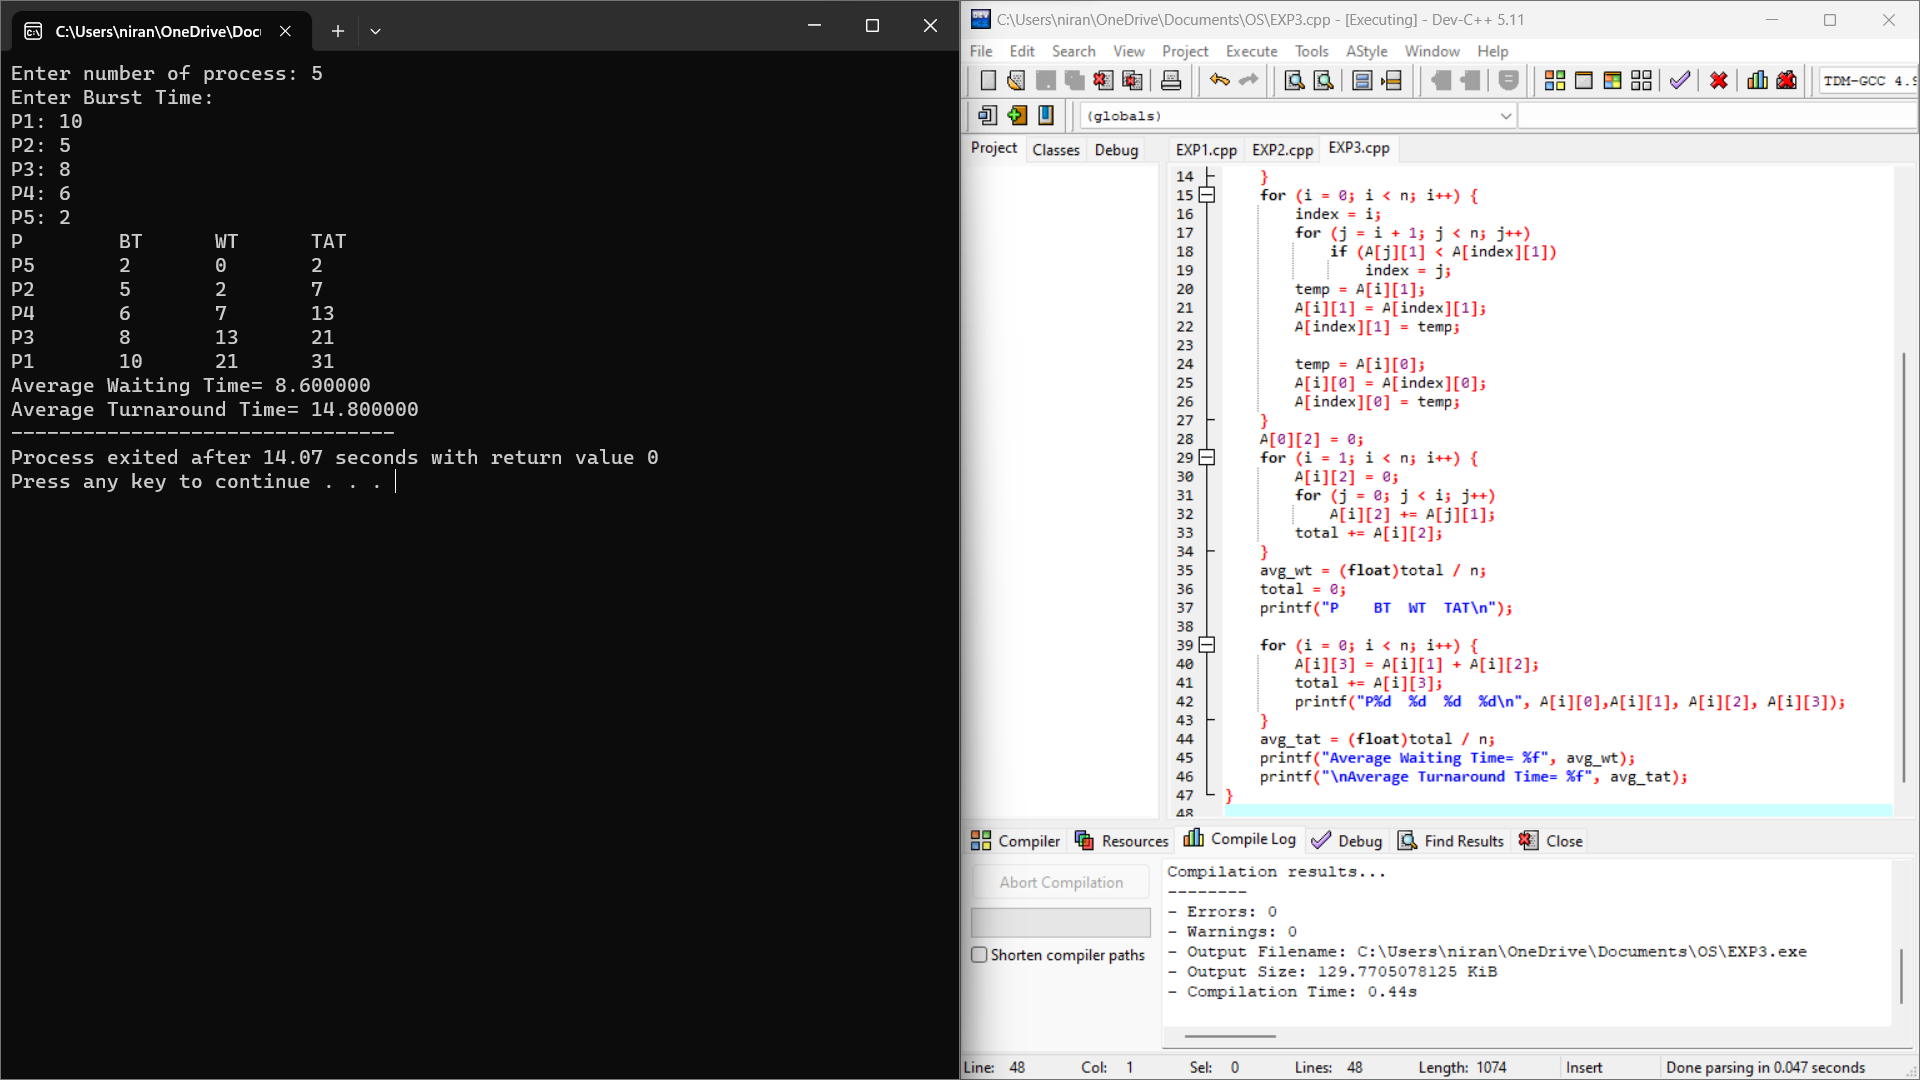 C:\Users\niran\OneDrive\Doc
Enter number of process: 5
Enter Burst Time:
P1: 10
P2: 5
P3: 8
P4: 6
P5: 2
P BT WT TAT
P5 2 0 2
P2 5 2 7
P4 6 7 13
P3 8 13 21
P1 10 21 31
Average Waiting Time= 8.600000
Average Turnaround Time= 14.800000
--------------------------------
Process exited after 14.07 seconds with return value 0
Press any key to continue . . .
C:\Users\niran\OneDrive\Documents\OS\EXP3.cpp - [Executing] - Dev-C++ 5.11
File Edit Search View Project Execute Tools AStyle Window Help
TDM-GCC 4.9
(globals)
Project Classes Debug
EXP1.cpp EXP2.cpp EXP3.cpp
14 }
15 for (i = 0; i < n; i++) {
16 index = i;
17 for (j = i + 1; j < n; j++)
18 if (A[j][1] < A[index][1])
19 index = j;
20 temp = A[i][1];
21 A[i][1] = A[index][1];
22 A[index][1] = temp;
23
24 temp = A[i][0];
25 A[i][0] = A[index][0];
26 A[index][0] = temp;
27 }
28 A[0][2] = 0;
29 for (i = 1; i < n; i++) {
30 A[i][2] = 0;
31 for (j = 0; j < i; j++)
32 A[i][2] += A[j][1];
33 total += A[i][2];
34 }
35 avg_wt = (float)total / n;
36 total = 0;
37 printf("P    BT  WT  TAT\n");
38
39 for (i = 0; i < n; i++) {
40 A[i][3] = A[i][1] + A[i][2];
41 total += A[i][3];
42 printf("P%d  %d  %d  %d\n", A[i][0],A[i][1], A[i][2], A[i][3]);
43 }
44 avg_tat = (float)total / n;
45 printf("Average Waiting Time= %f", avg_wt);
46 printf("\nAverage Turnaround Time= %f", avg_tat);
47 }
48
Compiler Resources Compile Log Debug Find Results Close
Abort Compilation
Shorten compiler paths
Compilation results...
--------
- Errors: 0
- Warnings: 0
- Output Filename: C:\Users\niran\OneDrive\Documents\OS\EXP3.exe
- Output Size: 129.7705078125 KiB
- Compilation Time: 0.44s
Line: 48 Col: 1 Sel: 0 Lines: 48 Length: 1074 Insert Done parsing in 0.047 seconds